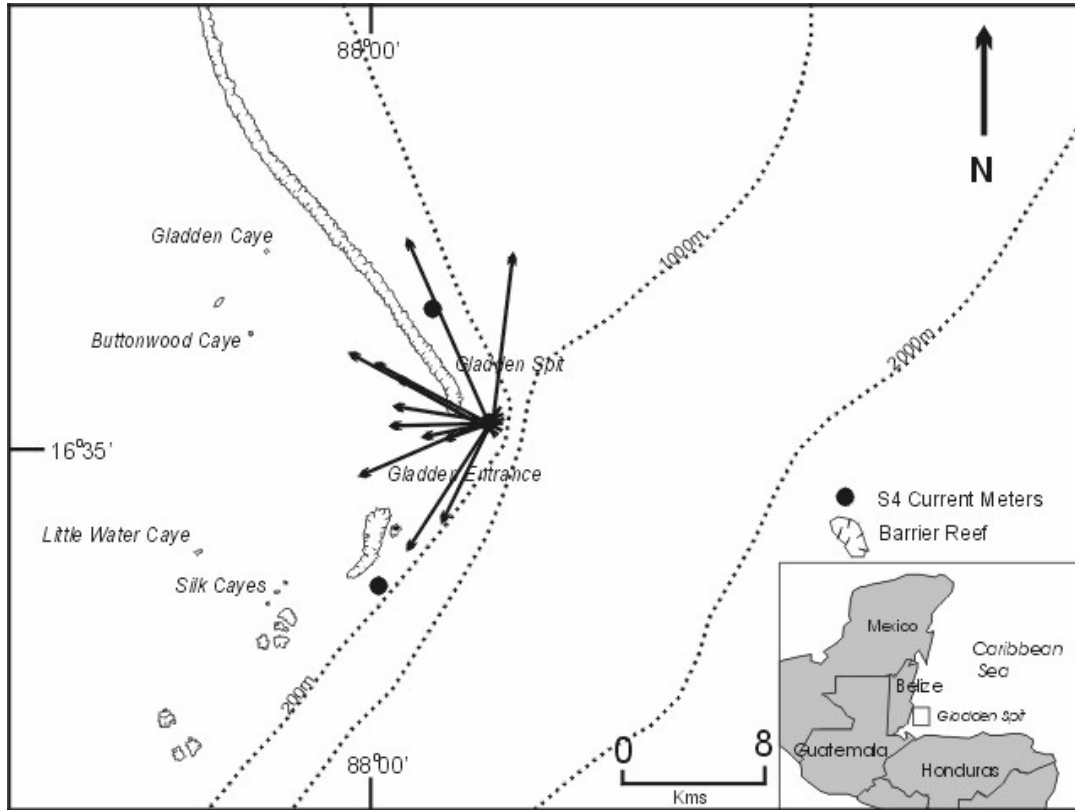 88°00'
N
Gladden Caye
1000m
Buttonwood Caye
Gladden Spit
2000m
16°35'
Gladden Entrance
S4 Current Meters
Barrier Reef
Little Water Caye
Silk Cayes
Mexico
Caribbean
Sea
Belize
200m
Gladden Spit
0 8
Guatemala
88°00'
Honduras
Kms